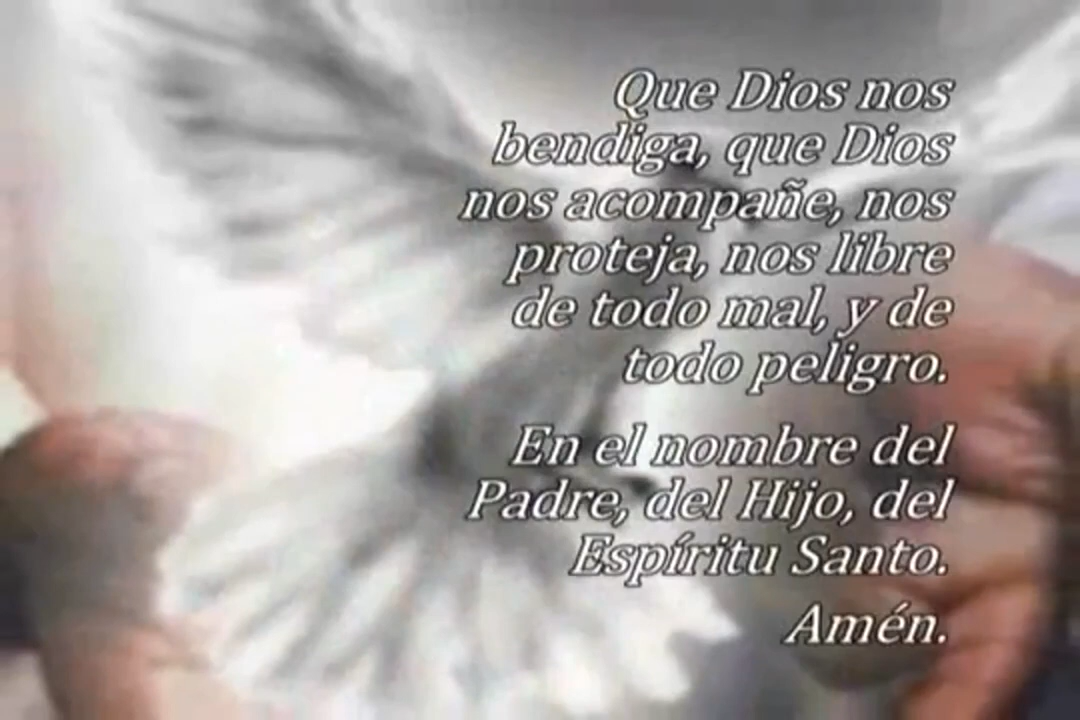 Que Dios nos
bendiga, que Dios
nos acompañe, nos
proteja, nos libre
de todo mal, y de
todo peligro.
En el nombre del
Padre, del Hijo, del
Espíritu Santo.
Amén.